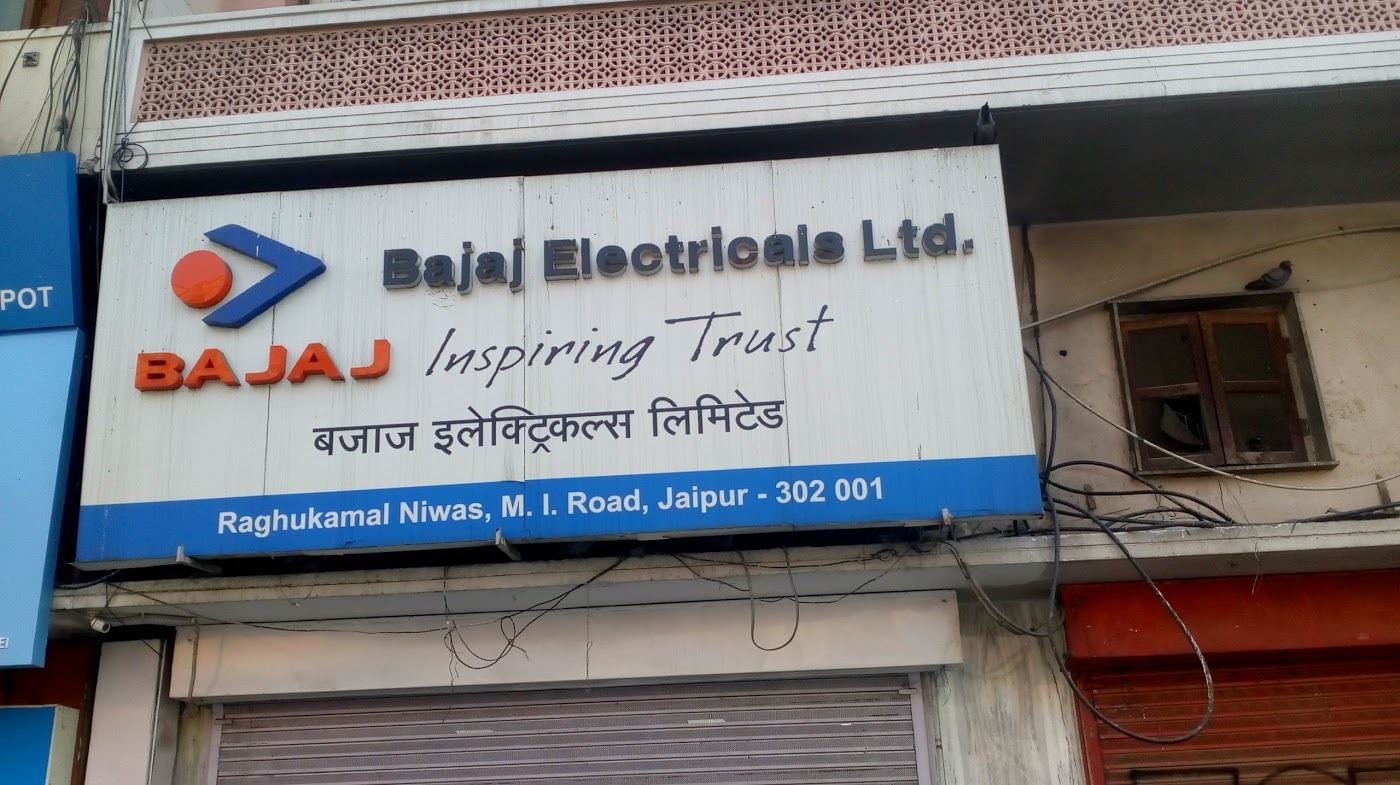 POT
Bajaj Electricals Ltd.
BAJAJ
Inspiring Trust
बजाज इलेक्ट्रिकल्स लिमिटेड
Raghukamal Niwas, M. I. Road, Jaipur - 302 001